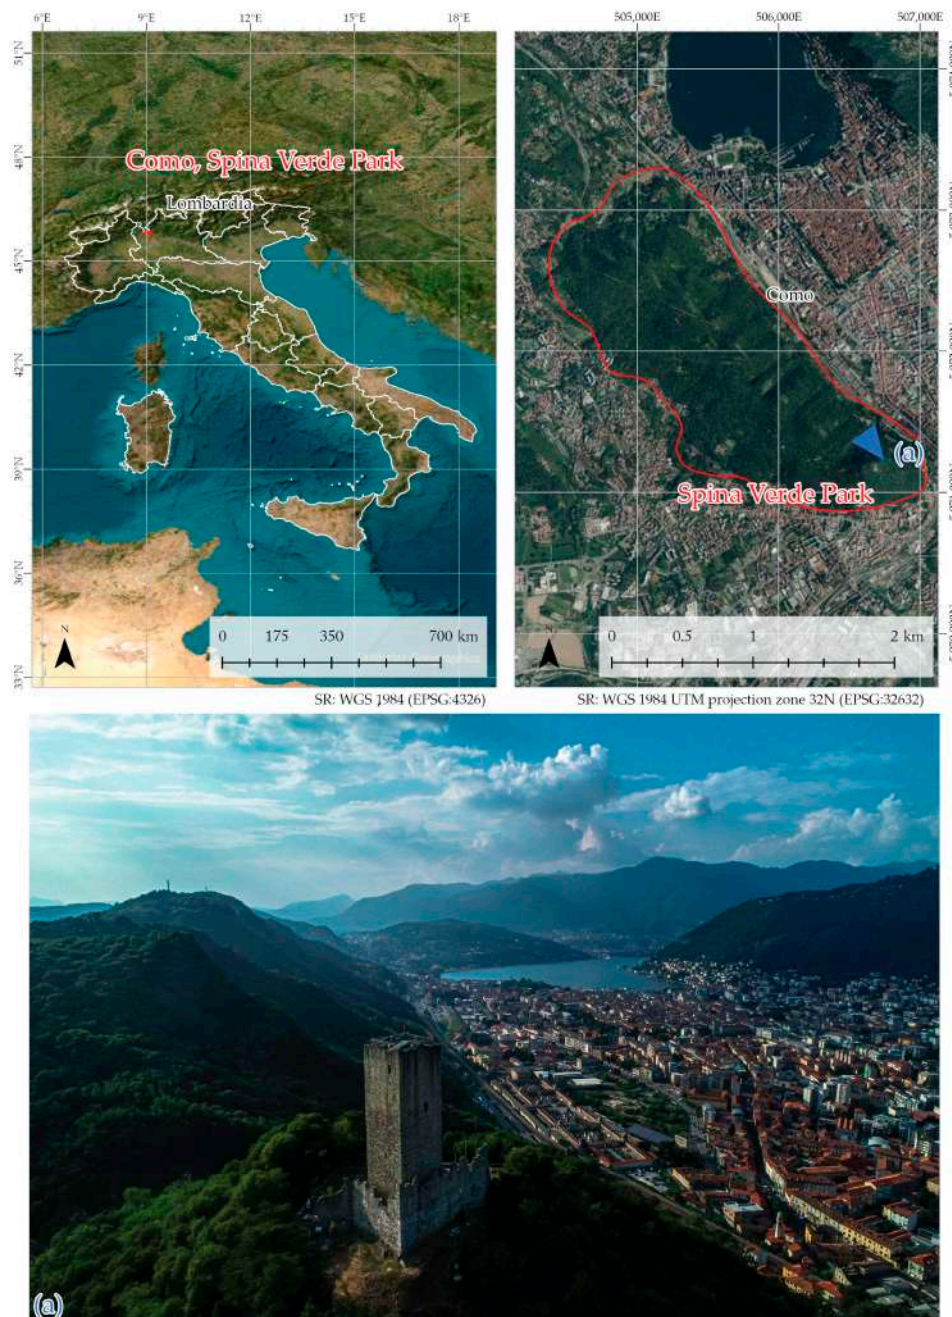 6°E 9°E 12°E 15°E 18°E
505,000E 506,000E 507,000E
51°N
48°N
45°N
42°N
39°N
36°N
33°N
Como, Spina Verde Park
Lombardia
N
0 175 350 700 km
SR: WGS 1984 (EPSG:4326)
Como
(a)
Spina Verde Park
N
0 0.5 1 2 km
SR: WGS 1984 UTM projection zone 32N (EPSG:32632)
(a)